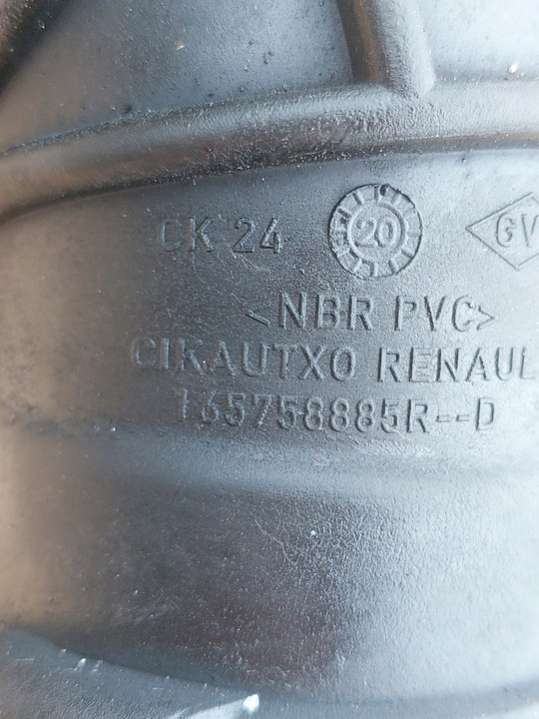 CK 24 20 GV
<NBR PVC>
CIKAUTXO RENAUL
165758885R--D